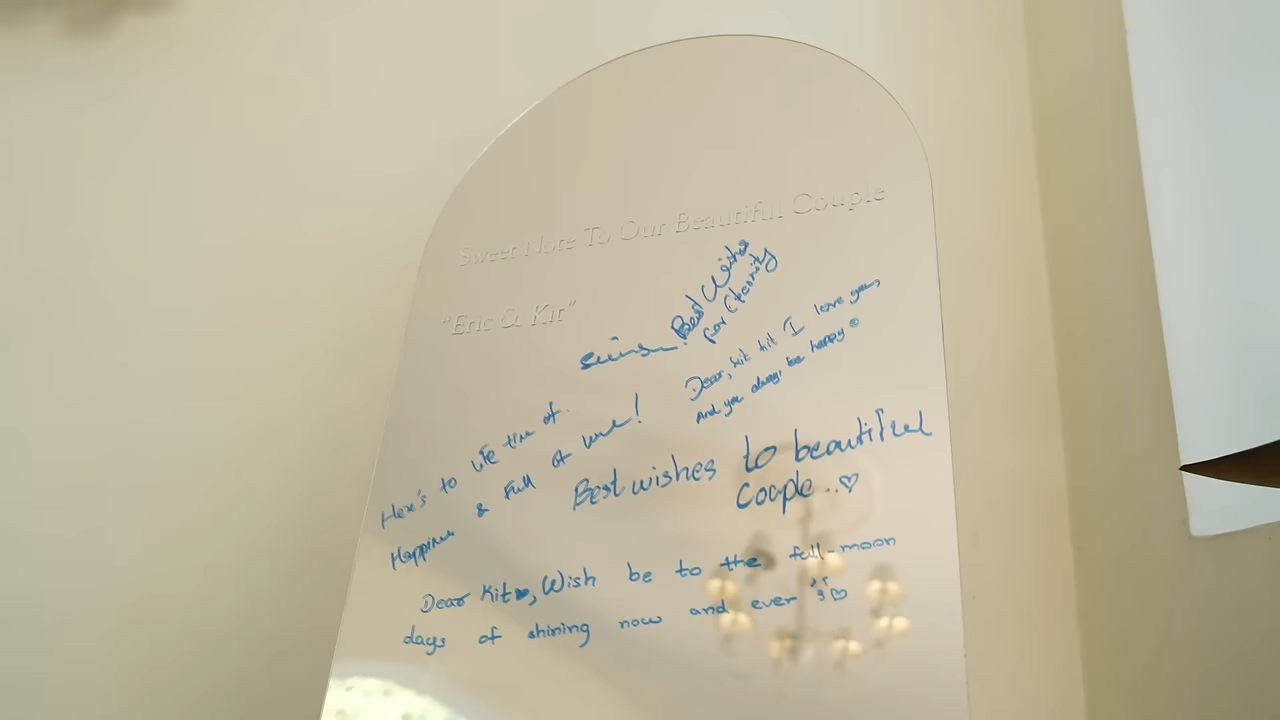 Sweet Note To Our Beautiful Couple
"Eric & Kit"
Best Wishes
For Eternity
Dear, kit kit I love you,
And you always be happy
Here's to life time of
Happiness & Full of love!
Best wishes to beautiful
Couple..♡
Dear Kit, Wish be to the full-moon
days of shining now and ever ♡